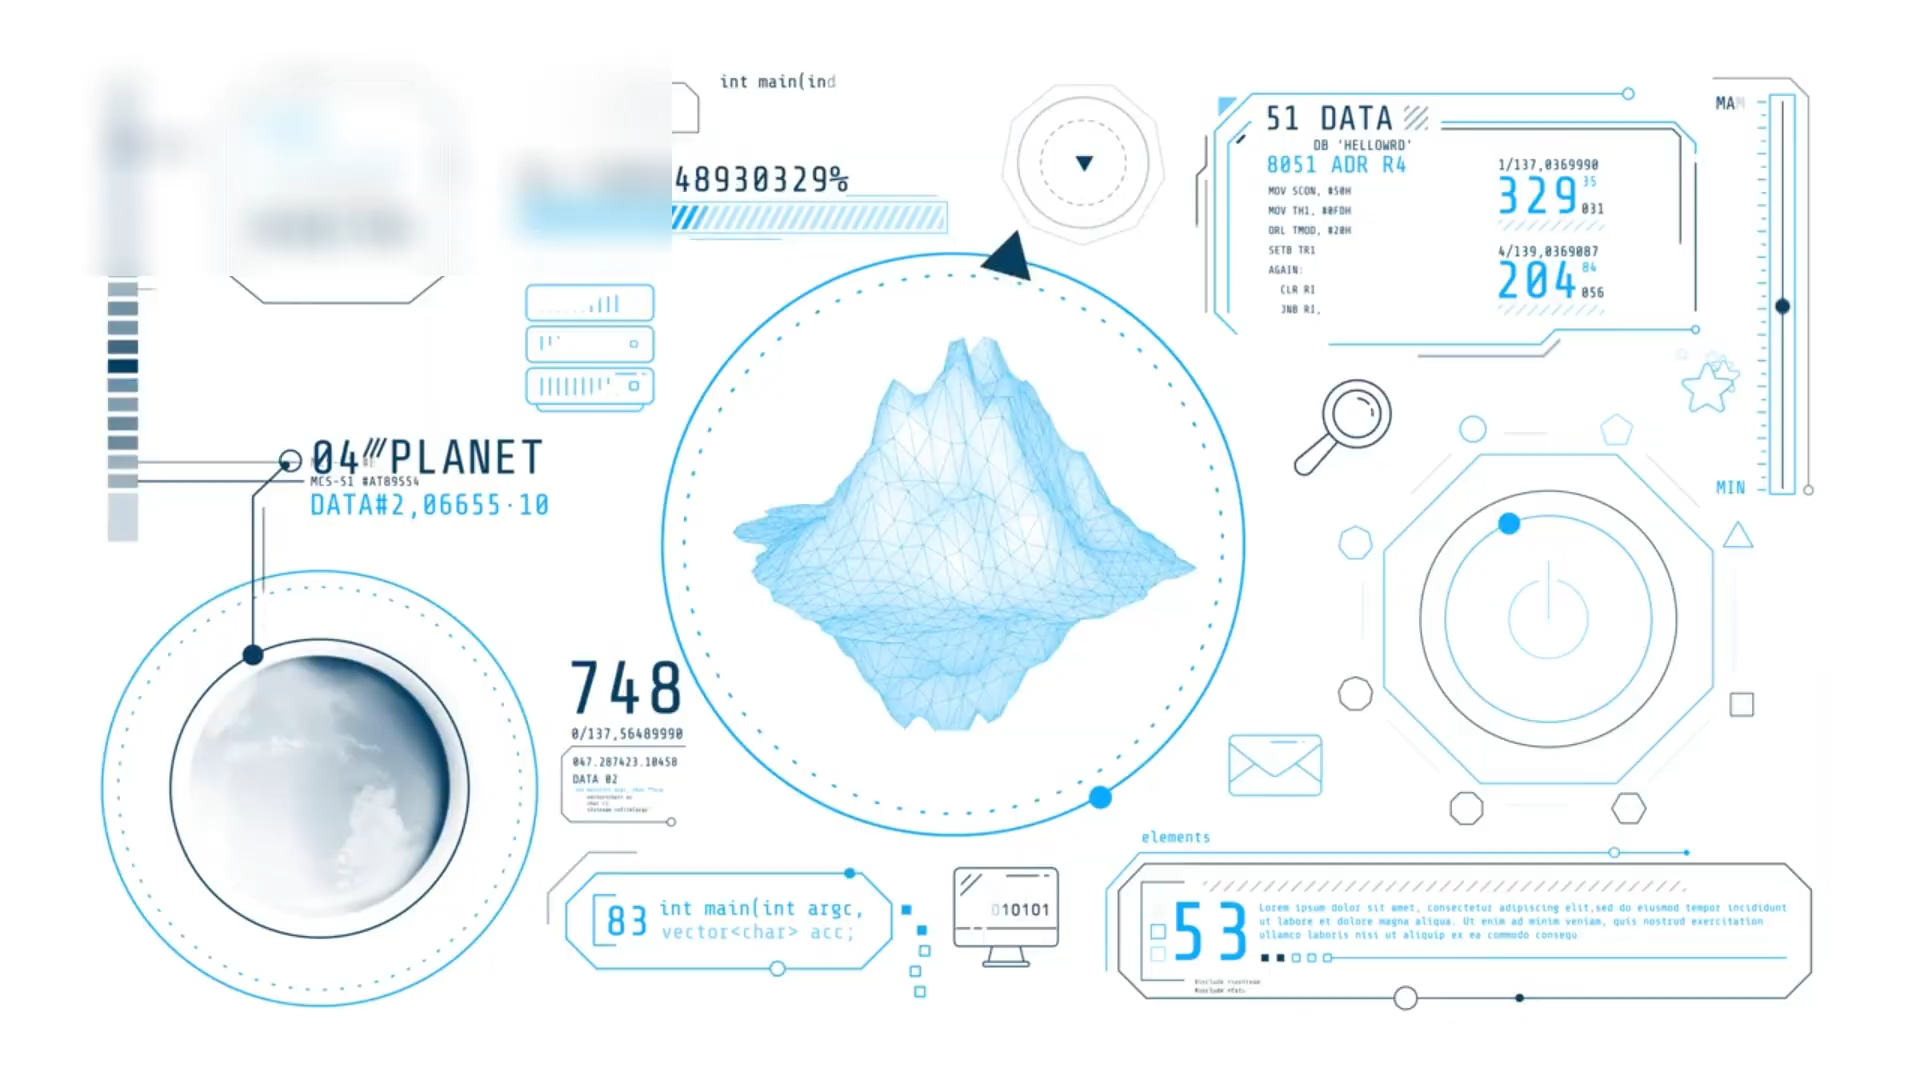 int main(ind
48930329%
51 DATA
DB 'HELLOWRD'
8051 ADR R4
MOV SCON, #50H
MOV TH1, #0FDH
ORL TMOD, #20H
SETB TR1
AGAIN:
CLR RI
JNB RI,
1/137,0369990
329
35
031
4/139,0369087
204
84
056
MAM
MIN
04 PLANET
MCS-51 #AT89S54
DATA#2,06655·10
748
0/137,56489990
047.287423.10458
DATA 02
83
int main(int argc,
vector<char> acc;
010101
elements
53
Lorem ipsum dolor sit amet, consectetur adipiscing elit,sed do eiusmod tempor incididunt
ut labore et dolore magna aliqua. Ut enim ad minim veniam, quis nostrud exercitation
ullamco laboris nisi ut aliquip ex ea commodo consequ